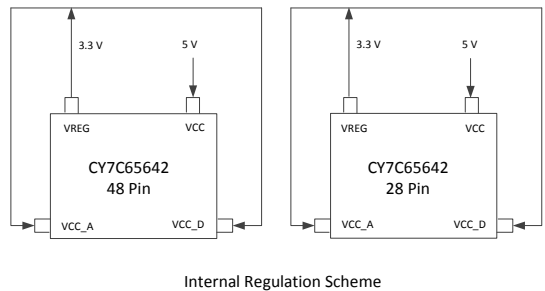 3.3 V
5 V
VREG
VCC
CY7C65642
48 Pin
VCC_A
VCC_D
3.3 V
5 V
VREG
VCC
CY7C65642
28 Pin
VCC_A
VCC_D
Internal Regulation Scheme